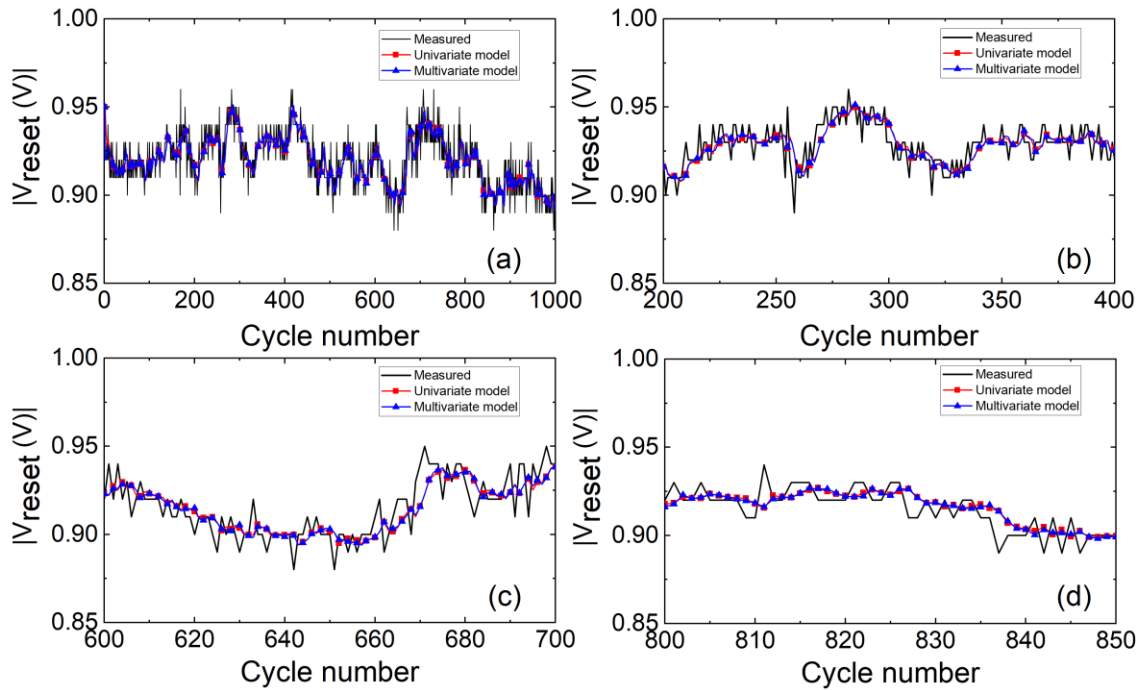 1.00
0.95
0.90
0.85
|Vreset (V)|
Measured
Univariate model
Multivariate model
(a)
0 200 400 600 800 1000
Cycle number
1.00
0.95
0.90
0.85
|Vreset (V)|
Measured
Univariate model
Multivariate model
(b)
200 250 300 350 400
Cycle number
1.00
0.95
0.90
0.85
|Vreset (V)|
Measured
Univariate model
Multivariate model
(c)
600 620 640 660 680 700
Cycle number
1.00
0.95
0.90
0.85
|Vreset (V)|
Measured
Univariate model
Multivariate model
(d)
800 810 820 830 840 850
Cycle number